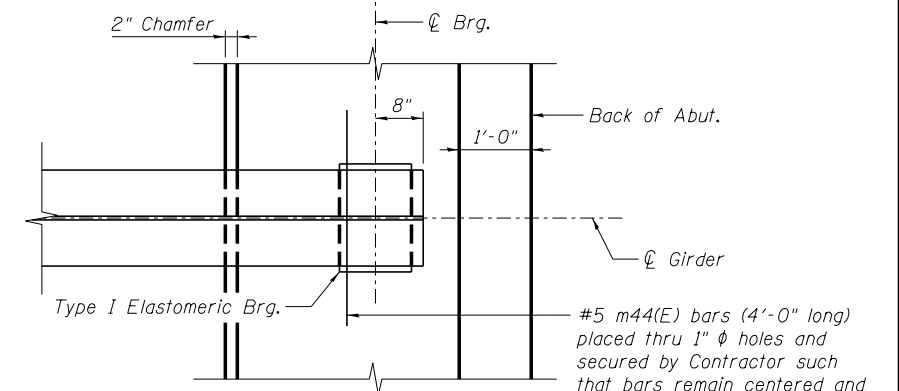 2" Chamfer
℄ Brg.
8"
Back of Abut.
1'-0"
℄ Girder
Type I Elastomeric Brg.
#5 m44(E) bars (4'-0" long)
placed thru 1" ϕ holes and
secured by Contractor such
that bars remain centered and